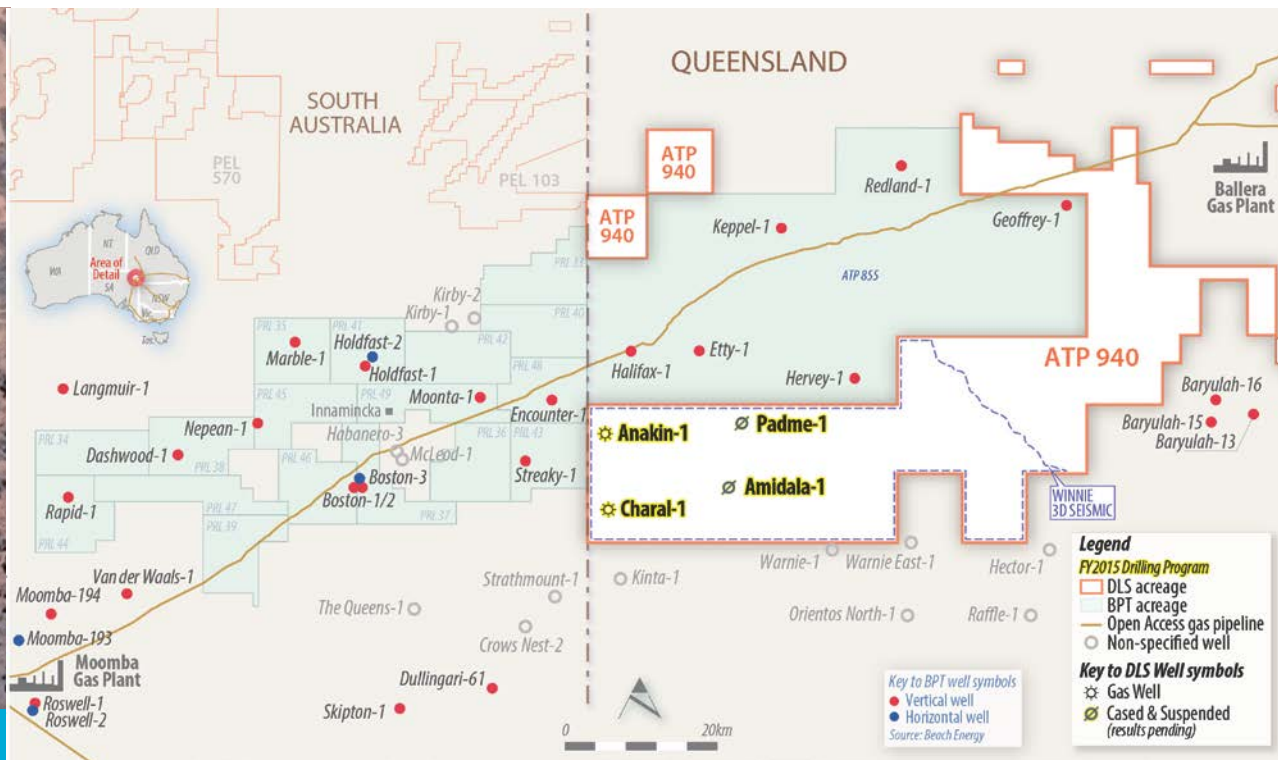 QUEENSLAND
SOUTH
AUSTRALIA
PEL
570
PEL 103
ATP
940
ATP
940
Redland-1
Keppel-1
Geoffrey-1
Ballera
Gas Plant
ATP 855
NT
QLD
WA
Area of
Detail
SA
NSW
Vic
Tas
PRL 33
Kirby-2
Kirby-1
PRL 40
PRL 35
PRL 41
PRL 42
Holdfast-2
Marble-1
Holdfast-1
PRL 48
Halifax-1
Etty-1
Hervey-1
ATP 940
Langmuir-1
PRL 45
PRL 49
Moonta-1
Encounter-1
Innamincka
Baryulah-16
Baryulah-15
Baryulah-13
Nepean-1
Habanero-3
PRL 36
PRL 43
Anakin-1
Padme-1
PRL 34
Dashwood-1
PRL 38
PRL 46
McLeod-1
Streaky-1
Boston-3
Boston-1/2
Amidala-1
Charal-1
WINNIE
3D SEISMIC
Rapid-1
PRL 44
PRL 47
PRL 39
PRL 37
Warnie-1
Warnie East-1
Hector-1
Van der Waals-1
Strathmount-1
Kinta-1
Moomba-194
The Queens-1
Orientos North-1
Raffle-1
Moomba-193
Crows Nest-2
Moomba
Gas Plant
Dullingari-61
Roswell-1
Roswell-2
Skipton-1
0
20km
Key to BPT well symbols
Vertical well
Horizontal well
Source: Beach Energy
Legend
FY2015 Drilling Program
DLS acreage
BPT acreage
Open Access gas pipeline
Non-specified well
Key to DLS Well symbols
Gas Well
Cased & Suspended
(results pending)